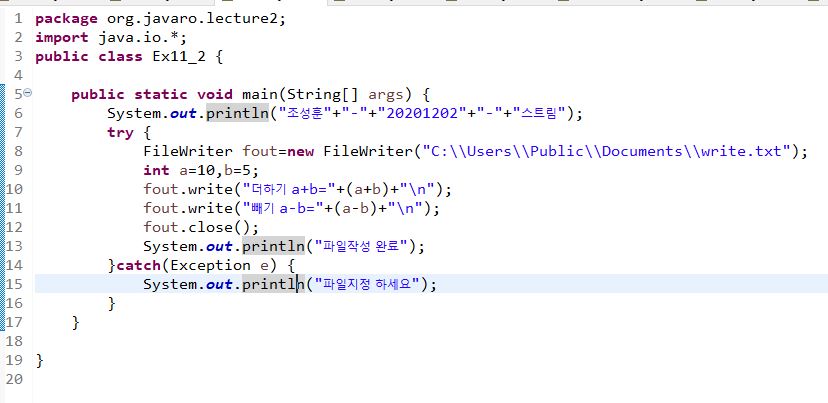 1 package org.javaro.lecture2;
2 import java.io.*;
3 public class Ex11_2 {
4
5 public static void main(String[] args) {
6 System.out.println("조성훈"+"-"+"20201202"+"-"+"스트림");
7 try {
8 FileWriter fout=new FileWriter("C:\\Users\\Public\\Documents\\write.txt");
9 int a=10,b=5;
10 fout.write("더하기 a+b="+(a+b)+"\n");
11 fout.write("빼기 a-b="+(a-b)+"\n");
12 fout.close();
13 System.out.println("파일작성 완료");
14 }catch(Exception e) {
15 System.out.println("파일지정 하세요");
16 }
17 }
18
19 }
20